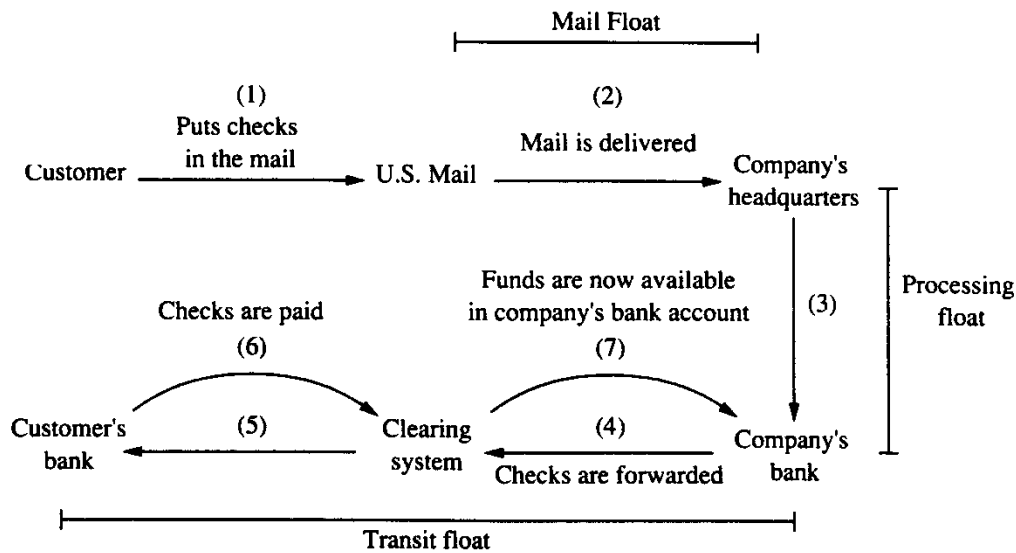 Mail Float
(1)
Puts checks
in the mail
(2)
Mail is delivered
Customer
U.S. Mail
Company's
headquarters
Checks are paid
(6)
Funds are now available
in company's bank account
(7)
(3)
Processing
float
Customer's
bank
(5)
Clearing
system
(4)
Checks are forwarded
Company's
bank
Transit float